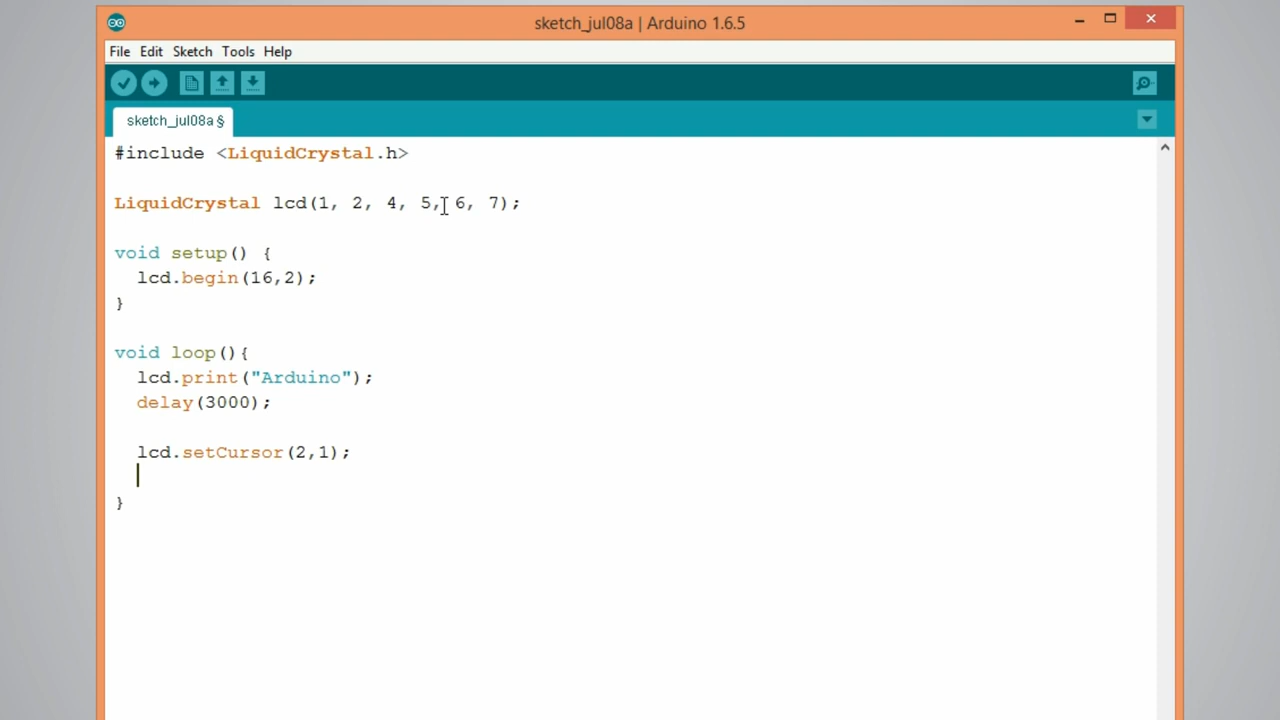 sketch_jul08a | Arduino 1.6.5
File Edit Sketch Tools Help
sketch_jul08a §
#include <LiquidCrystal.h>
LiquidCrystal lcd(1, 2, 4, 5, 6, 7);
void setup() {
lcd.begin(16,2);
}
void loop(){
lcd.print("Arduino");
delay(3000);
lcd.setCursor(2,1);
}